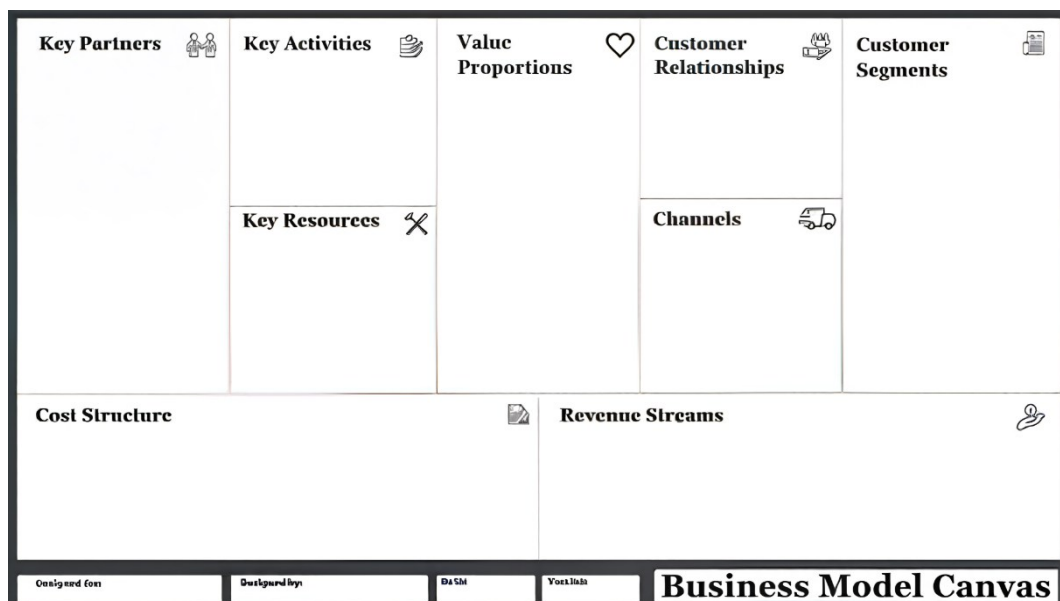 Key Partners
Key Activities
Value
Proportions
Customer
Relationships
Customer
Segments
Key Resources
Channels
Cost Structure
Revenue Streams
Business Model Canvas